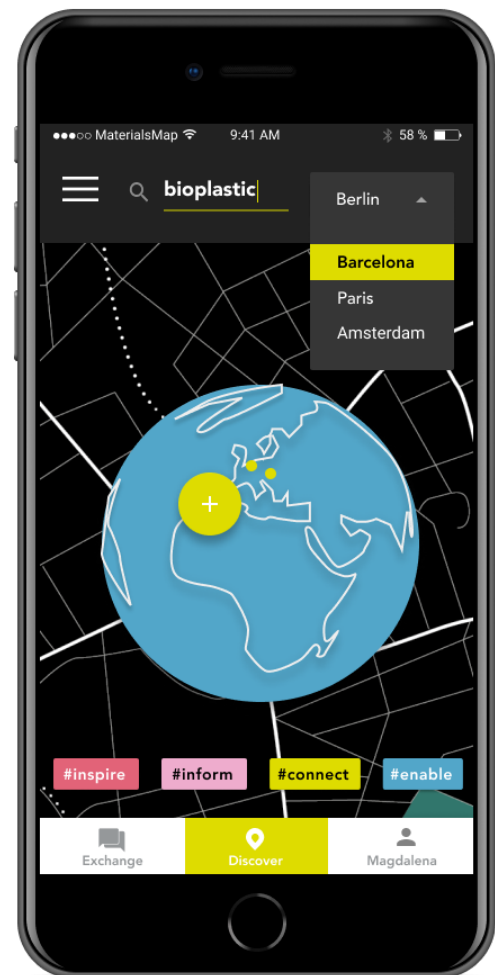 ●●●○○ MaterialsMap 9:41 AM 58 %
bioplastic
Berlin
Barcelona
Paris
Amsterdam
+
#inspire #inform #connect #enable
Exchange Discover Magdalena